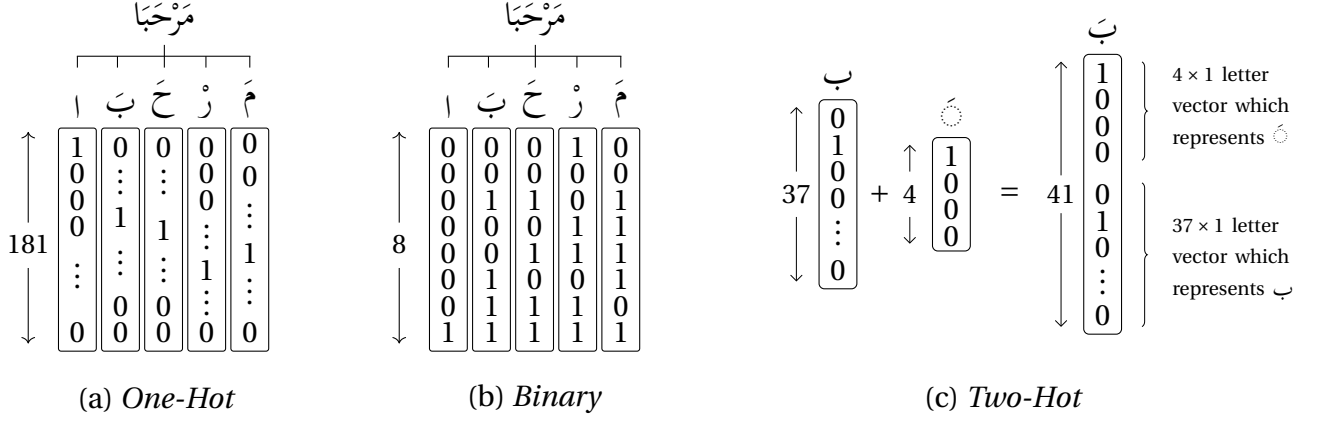 مَرْحَبَا
ا بَ حَ رْ مَ
181
1 0 0 0 0
0 ⋮ ⋮ 0 0
0 1 1 0 ⋮
0 ⋮ ⋮ ⋮ 1
⋮ 0 0 1 ⋮
0 0 0 ⋮ 0
0
(a) One-Hot
مَرْحَبَا
ا بَ حَ رْ مَ
8
0 0 0 1 0
0 0 0 0 0
0 1 1 0 1
0 0 0 1 1
0 0 1 1 1
0 1 0 0 1
0 1 1 1 0
1 1 1 1 1
(b) Binary
ب
37
0
1
0
0
⋮
0
+
◌َ
4
1
0
0
0
=
بَ
41
1
0
0
0
0
1
0
⋮
0
4 × 1 letter
vector which
represents ◌َ
37 × 1 letter
vector which
represents ب
(c) Two-Hot